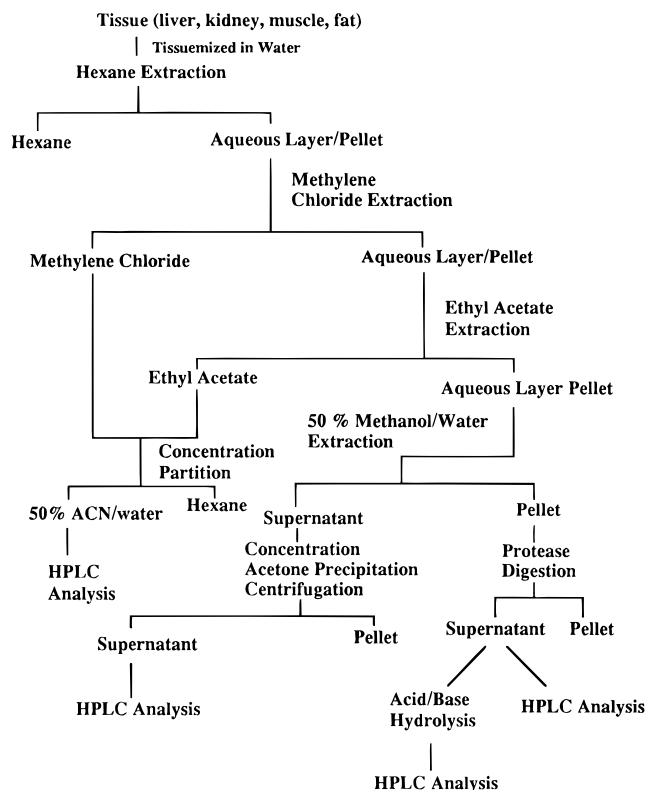 Tissue (liver, kidney, muscle, fat)
Tissuemized in Water
Hexane Extraction
Hexane
Aqueous Layer/Pellet
Methylene
Chloride Extraction
Methylene Chloride
Aqueous Layer/Pellet
Ethyl Acetate
Extraction
Ethyl Acetate
Aqueous Layer Pellet
50 % Methanol/Water
Extraction
Concentration
Partition
50% ACN/water
Hexane
HPLC
Analysis
Supernatant
Pellet
Concentration
Acetone Precipitation
Centrifugation
Protease
Digestion
Supernatant
Pellet
Supernatant
Pellet
HPLC Analysis
Acid/Base
Hydrolysis
HPLC Analysis
HPLC Analysis